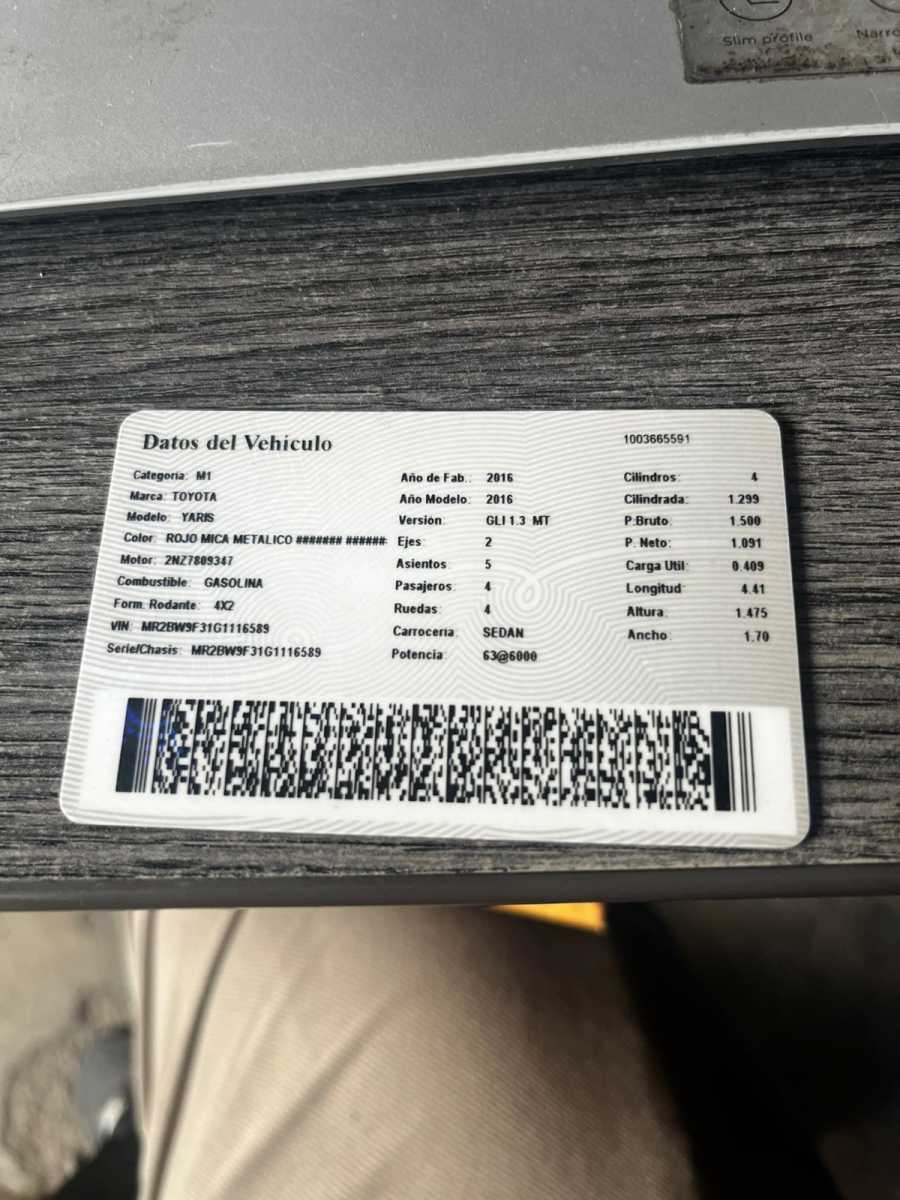 Slim profile
Datos del Vehículo
1003665591
Categoría: M1
Marca: TOYOTA
Modelo: YARIS
Color: ROJO MICA METALICO ####### ######
Motor: 2NZ7809347
Combustible: GASOLINA
Form. Rodante: 4X2
VIN: MR2BW9F31G1116589
Serie/Chasis: MR2BW9F31G1116589
Año de Fab.: 2016
Año Modelo: 2016
Versión: GLI 1.3 MT
Ejes: 2
Asientos: 5
Pasajeros: 4
Ruedas: 4
Carrocería: SEDAN
Potencia: 63@6000
Cilindros: 4
Cilindrada: 1.299
P.Bruto: 1.500
P. Neto: 1.091
Carga Util: 0.409
Longitud: 4.41
Altura: 1.475
Ancho: 1.70